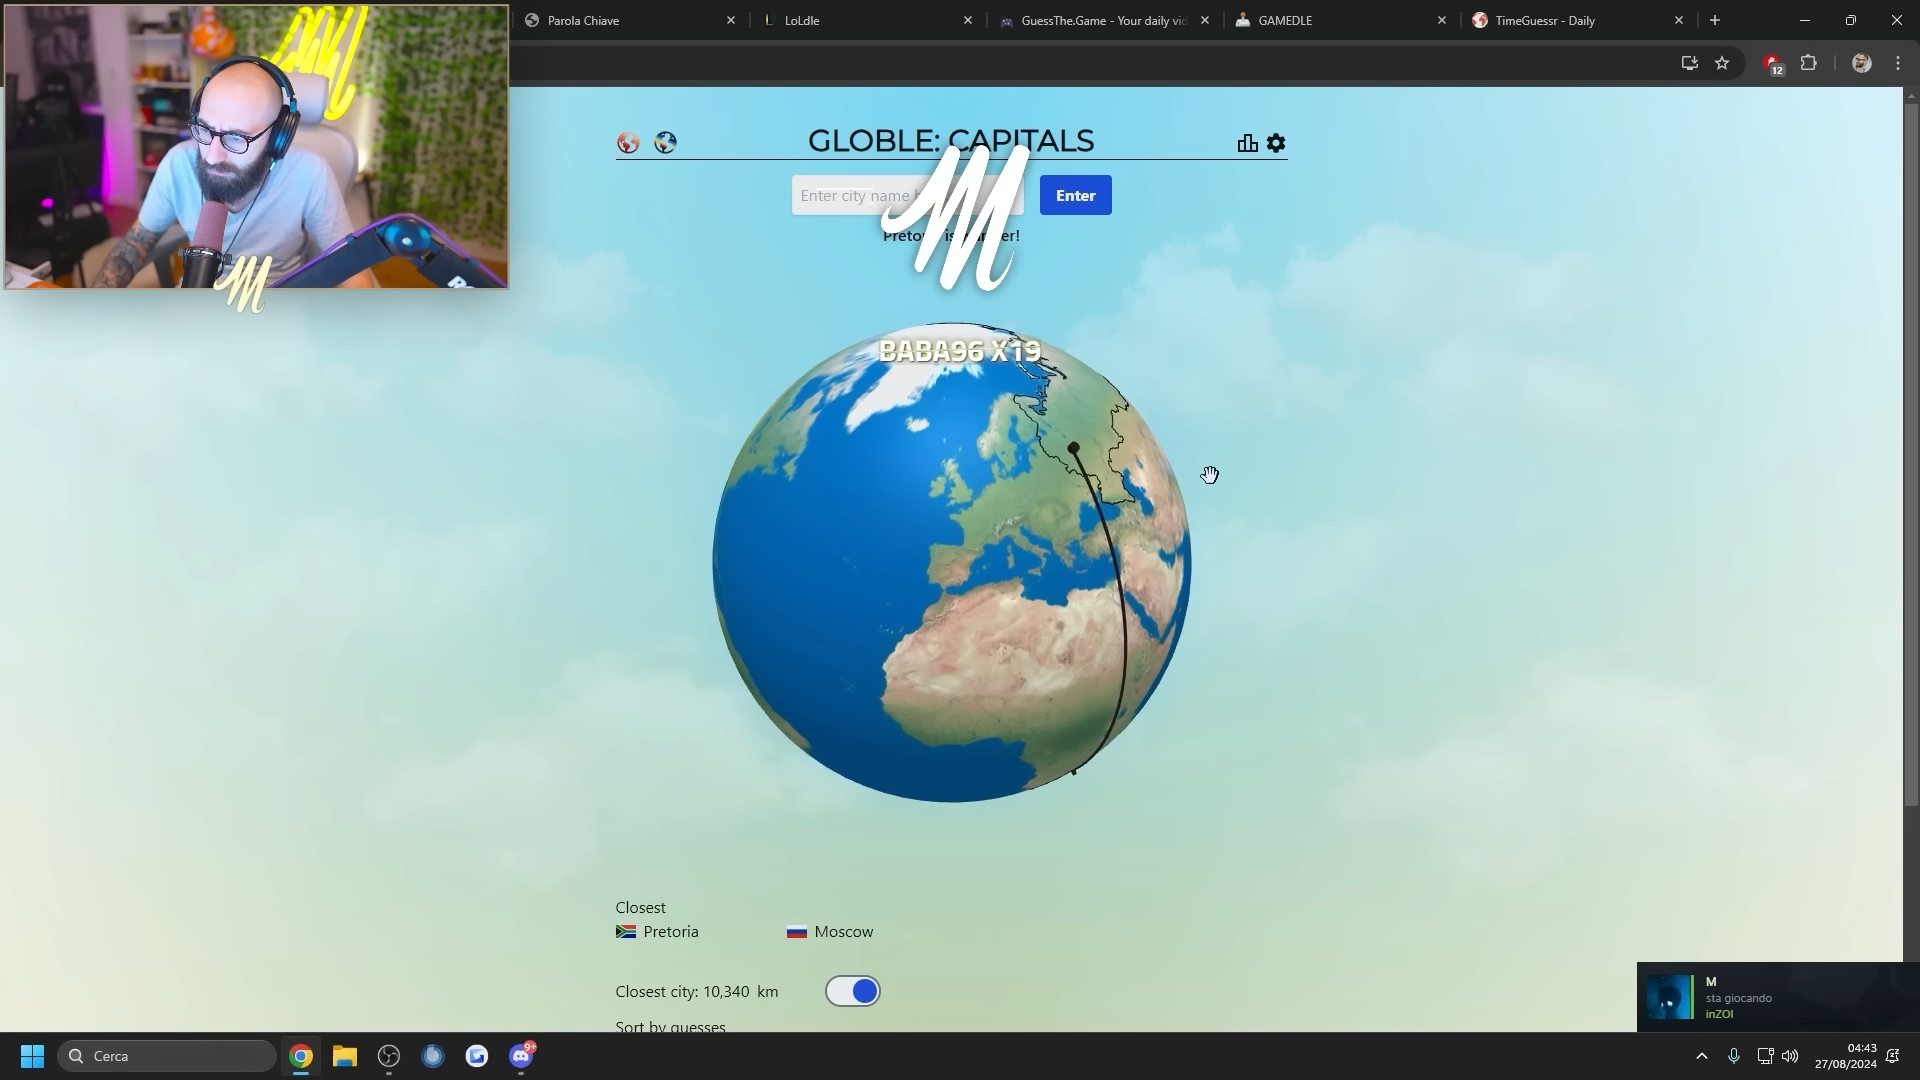 Parola Chiave
LoLdle
GuessThe.Game - Your daily vid
GAMEDLE
TimeGuessr - Daily
12
GLOBLE: CAPITALS
Enter city name
Enter
BABA96 X19
Closest
Pretoria
Moscow
Closest city: 10,340 km
Sort by guesses
M
sta giocando
inZOI
Cerca
9+
04:43
27/08/2024